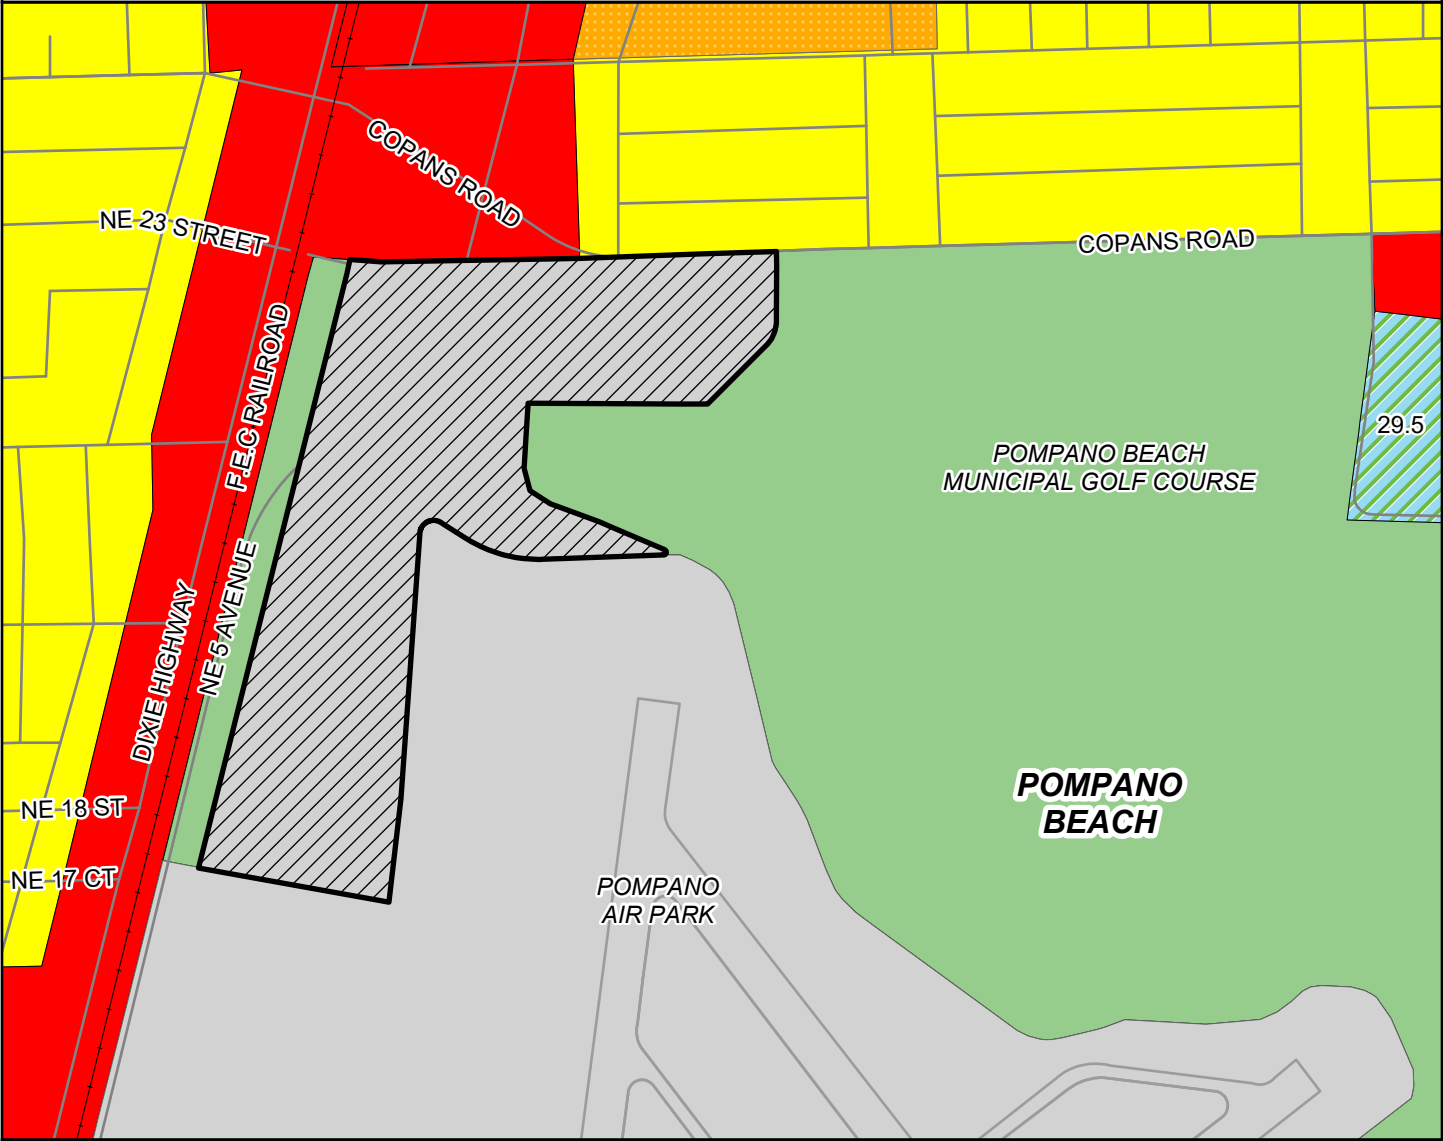 COPANS ROAD
NE 23 STREET
COPANS ROAD
F.E.C RAILROAD
29.5
POMPANO BEACH
MUNICIPAL GOLF COURSE
NE 5 AVENUE
DIXIE HIGHWAY
POMPANO
BEACH
NE 18 ST
NE 17 CT
POMPANO
AIR PARK